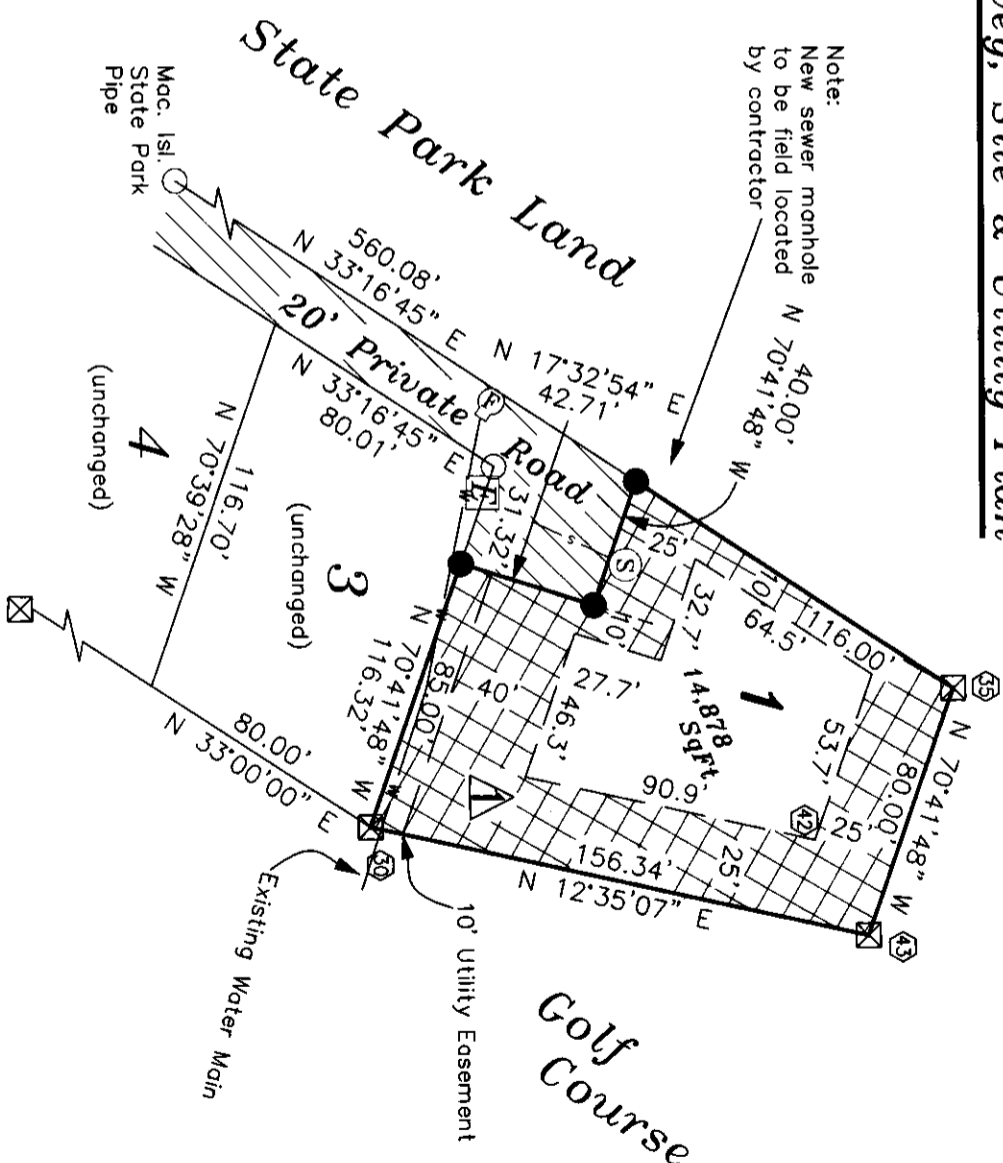 Site & Utility Plan
Note:
New sewer manhole
to be field located
by contractor
40.00'
N 70°41'48" W
State Park Land
Mac. Isl.
State Park
Pipe
560.08'
N 33°16'45" E
20' Private Road
N 33°16'45" E
80.01'
N 17°32'54" E
42.71'
F
E
31.32'
s
S
w
w
w
25'
10'
10'
116.00'
64.5'
32.7'
35
1
14,878
SqFt.
27.7'
46.3'
53.7'
90.9'
42
25'
80.00'
N 70°41'48" W
43
40'
85.00'
N 70°41'48" W
116.32'
1
156.34'
25'
N 12°35'07" E
30
4
(unchanged)
116.70'
N 70°39'28" W
3
(unchanged)
80.00'
N 33°00'00" E
Existing Water Main
10' Utility Easement
Golf
Course